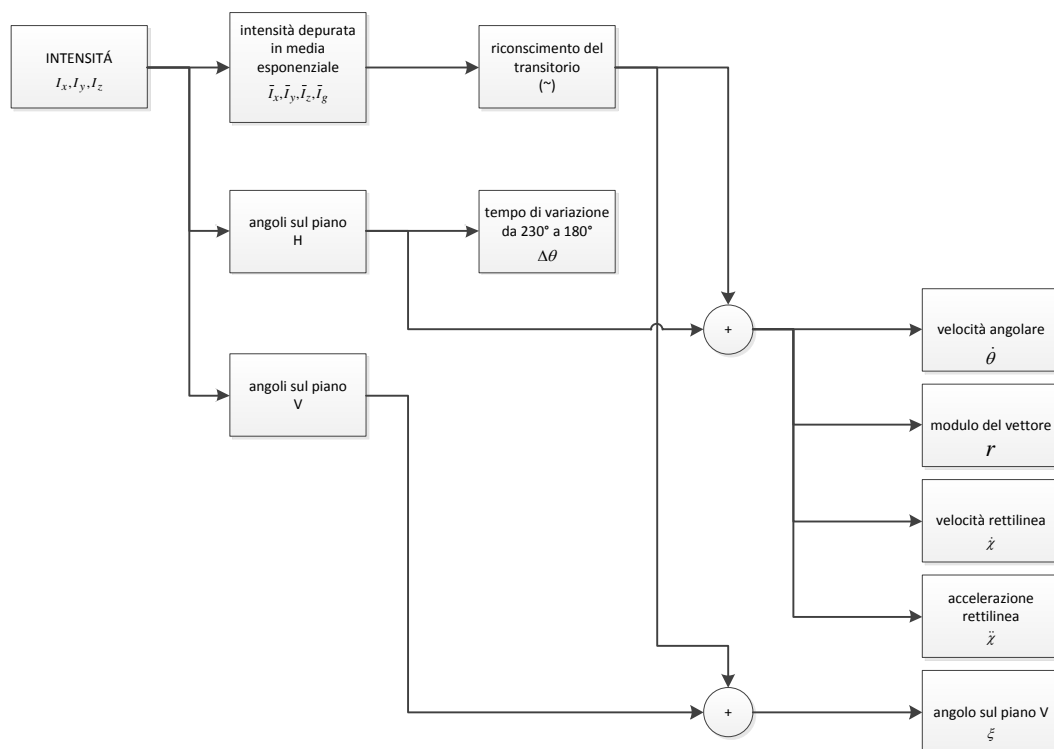 INTENSITÁ
I_x, I_y, I_z
intensità depurata
in media
esponenziale
Ī_x, Ī_y, Ī_z, Ī_g
riconscimento del
transitorio
(~)
angoli sul piano
H
tempo di variazione
da 230° a 180°
Δθ
angoli sul piano
V
+
velocità angolare
θ̇
modulo del vettore
r
velocità rettilinea
χ̇
accelerazione
rettilinea
χ̈
+
angolo sul piano V
ξ